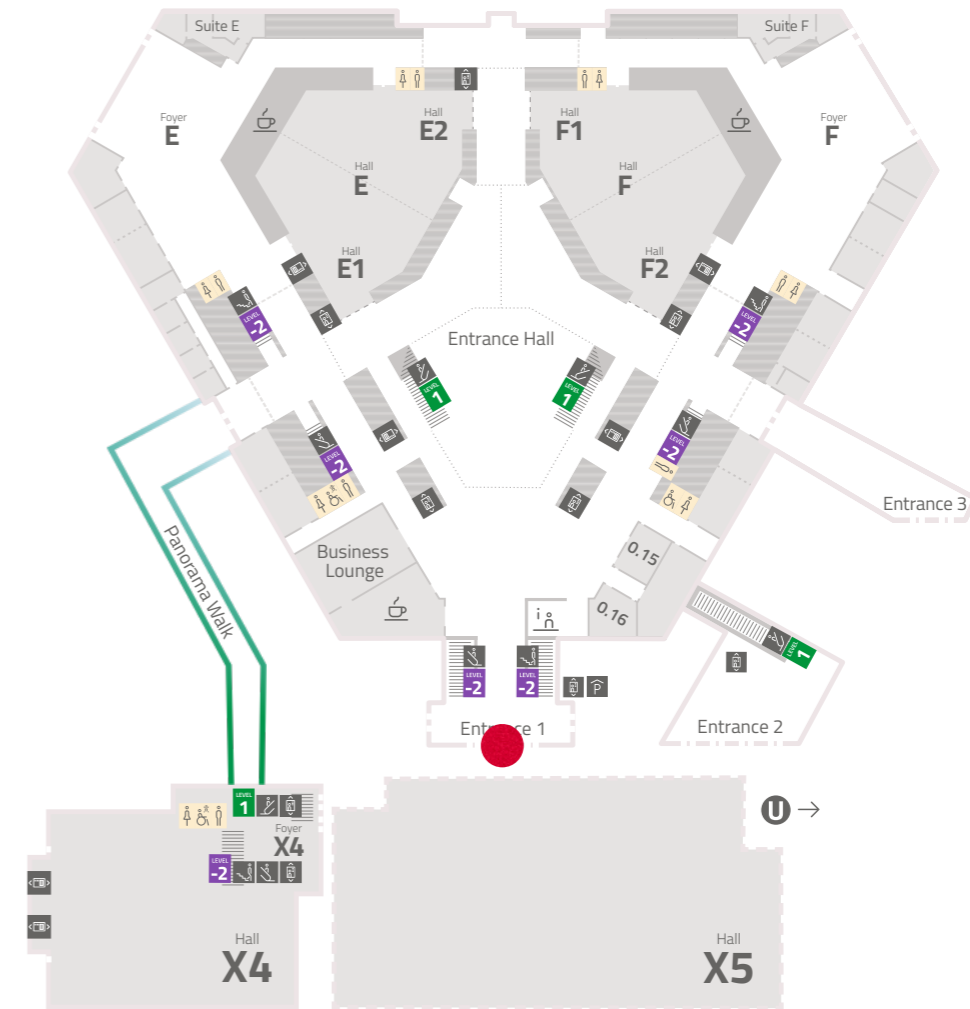 Suite E
Suite F
Hall
E2
Hall
F1
Foyer
E
Foyer
F
Hall
E
Hall
F
Hall
E1
Hall
F2
LEVEL
-2
LEVEL
-2
Entrance Hall
LEVEL
1
LEVEL
1
LEVEL
-2
LEVEL
-2
Entrance 3
Panorama Walk
Business
Lounge
0.15
0.16
i
LEVEL
1
LEVEL
-2
LEVEL
-2
P
Entrance 1
Entrance 2
LEVEL
1
U
Foyer
X4
LEVEL
-2
Hall
X4
Hall
X5